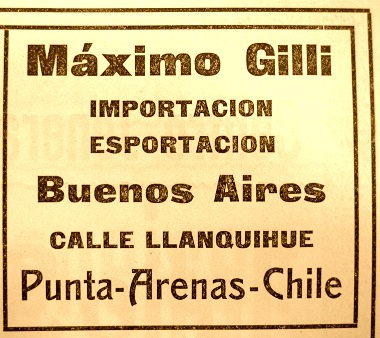 Máximo Gilli
IMPORTACION
ESPORTACION
Buenos Aires
CALLE LLANQUIHUE
Punta-Arenas-Chile